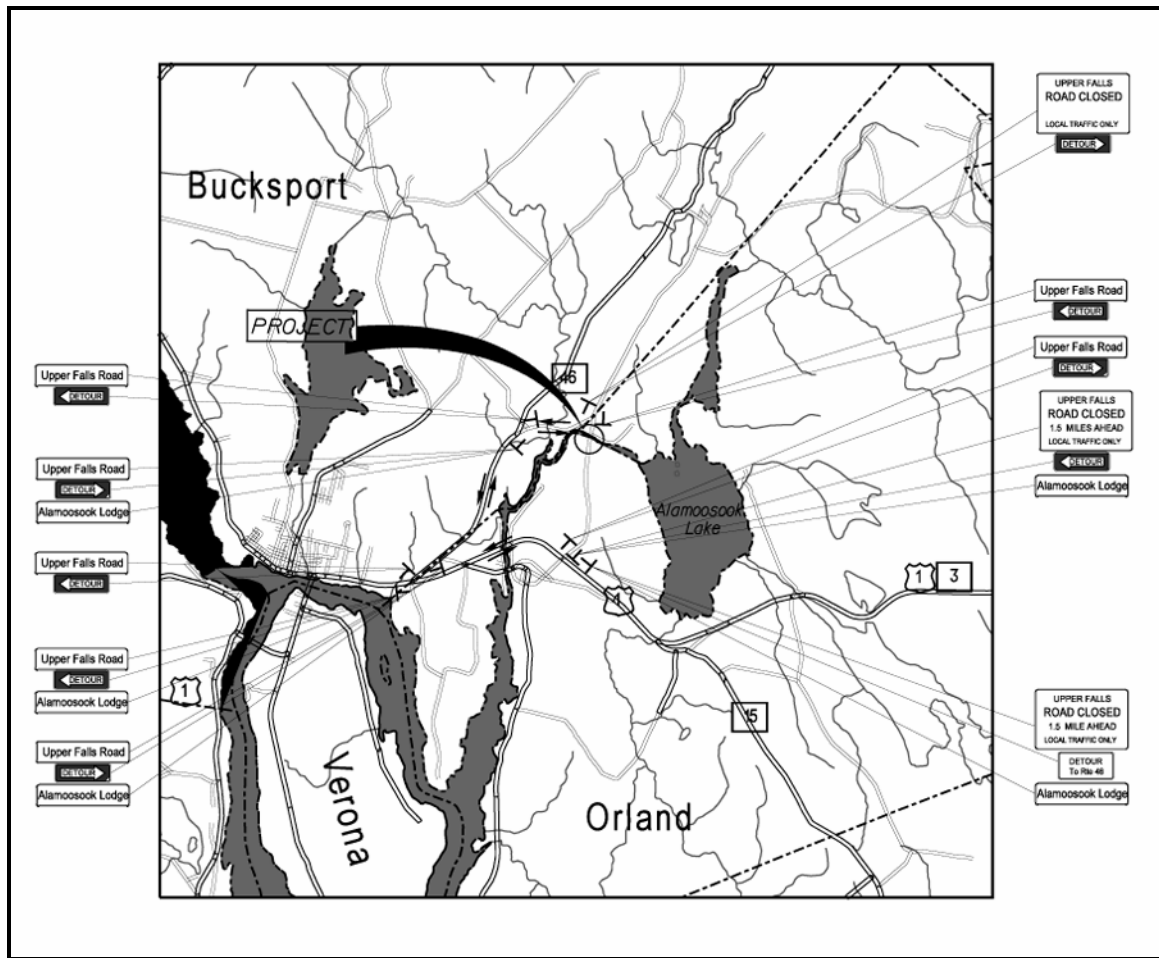 UPPER FALLS
ROAD CLOSED
LOCAL TRAFFIC ONLY
DETOUR
Bucksport
Upper Falls Road
DETOUR
PROJECT
Upper Falls Road
DETOUR
46
Upper Falls Road
DETOUR
UPPER FALLS
ROAD CLOSED
1.5 MILES AHEAD
LOCAL TRAFFIC ONLY
DETOUR
Alamoosook Lodge
Upper Falls Road
DETOUR
Alamoosook Lodge
Alamoosook
Lake
Upper Falls Road
DETOUR
1
3
1
Upper Falls Road
DETOUR
Alamoosook Lodge
1
15
UPPER FALLS
ROAD CLOSED
1.5 MILE AHEAD
LOCAL TRAFFIC ONLY
DETOUR
To Rte 46
Alamoosook Lodge
Upper Falls Road
DETOUR
Alamoosook Lodge
Verona
Orland